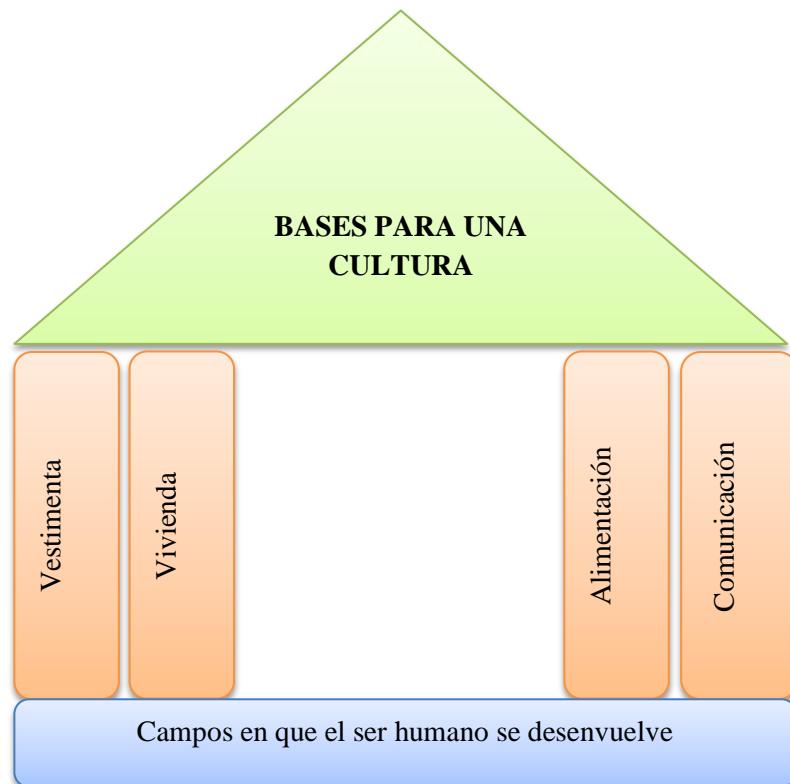 BASES PARA UNA
CULTURA
Vestimenta
Vivienda
Alimentación
Comunicación
Campos en que el ser humano se desenvuelve